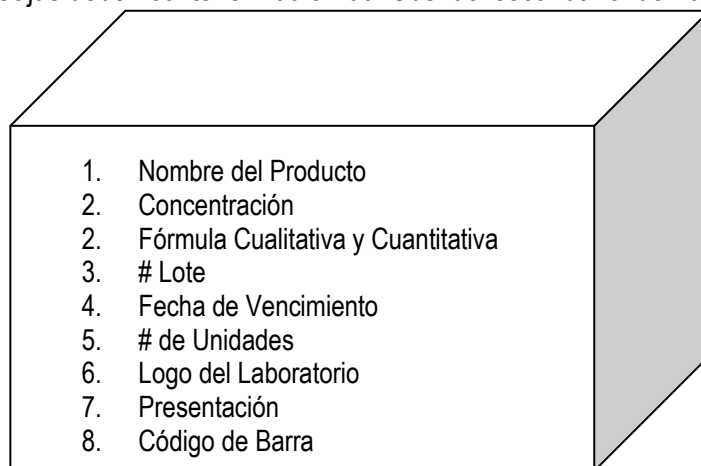 1. Nombre del Producto
2. Concentración
2. Fórmula Cualitativa y Cuantitativa
3. # Lote
4. Fecha de Vencimiento
5. # de Unidades
6. Logo del Laboratorio
7. Presentación
8. Código de Barra